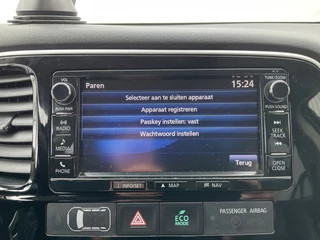 Paren
15:24
VOL
TUNE/ZOOM
Selecteer aan te sluiten apparaat
PUSH PWR
Apparaat registreren
PUSH SOUND
RADIO
Passkey instellen: vast
Wachtwoord instellen
SEEK
TRACK
MEDIA
PHONE
Terug
OPEN
CLOSE
INFO/SET
MAP
NAV
ECO
MODE
PASSENGER AIRBAG